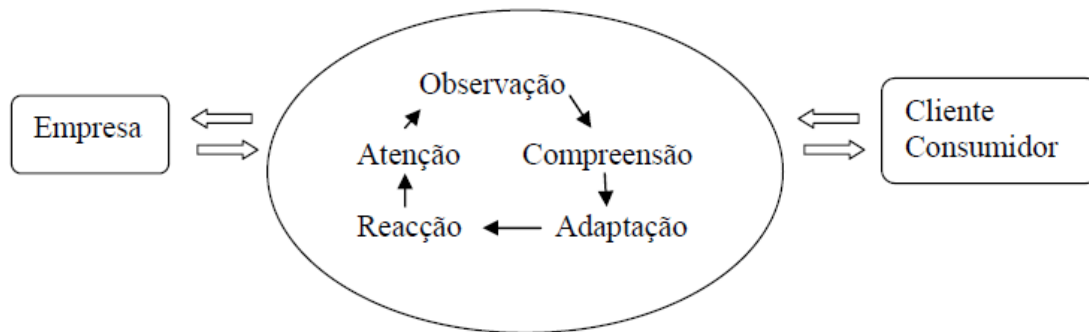 Empresa
Observação
Atenção
Compreensão
Reacção
Adaptação
Cliente
Consumidor